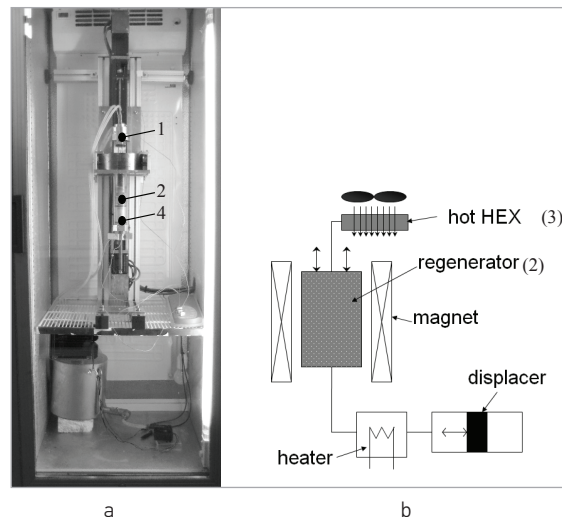 1
2
4
hot HEX (3)
regenerator (2)
magnet
displacer
heater
a
b